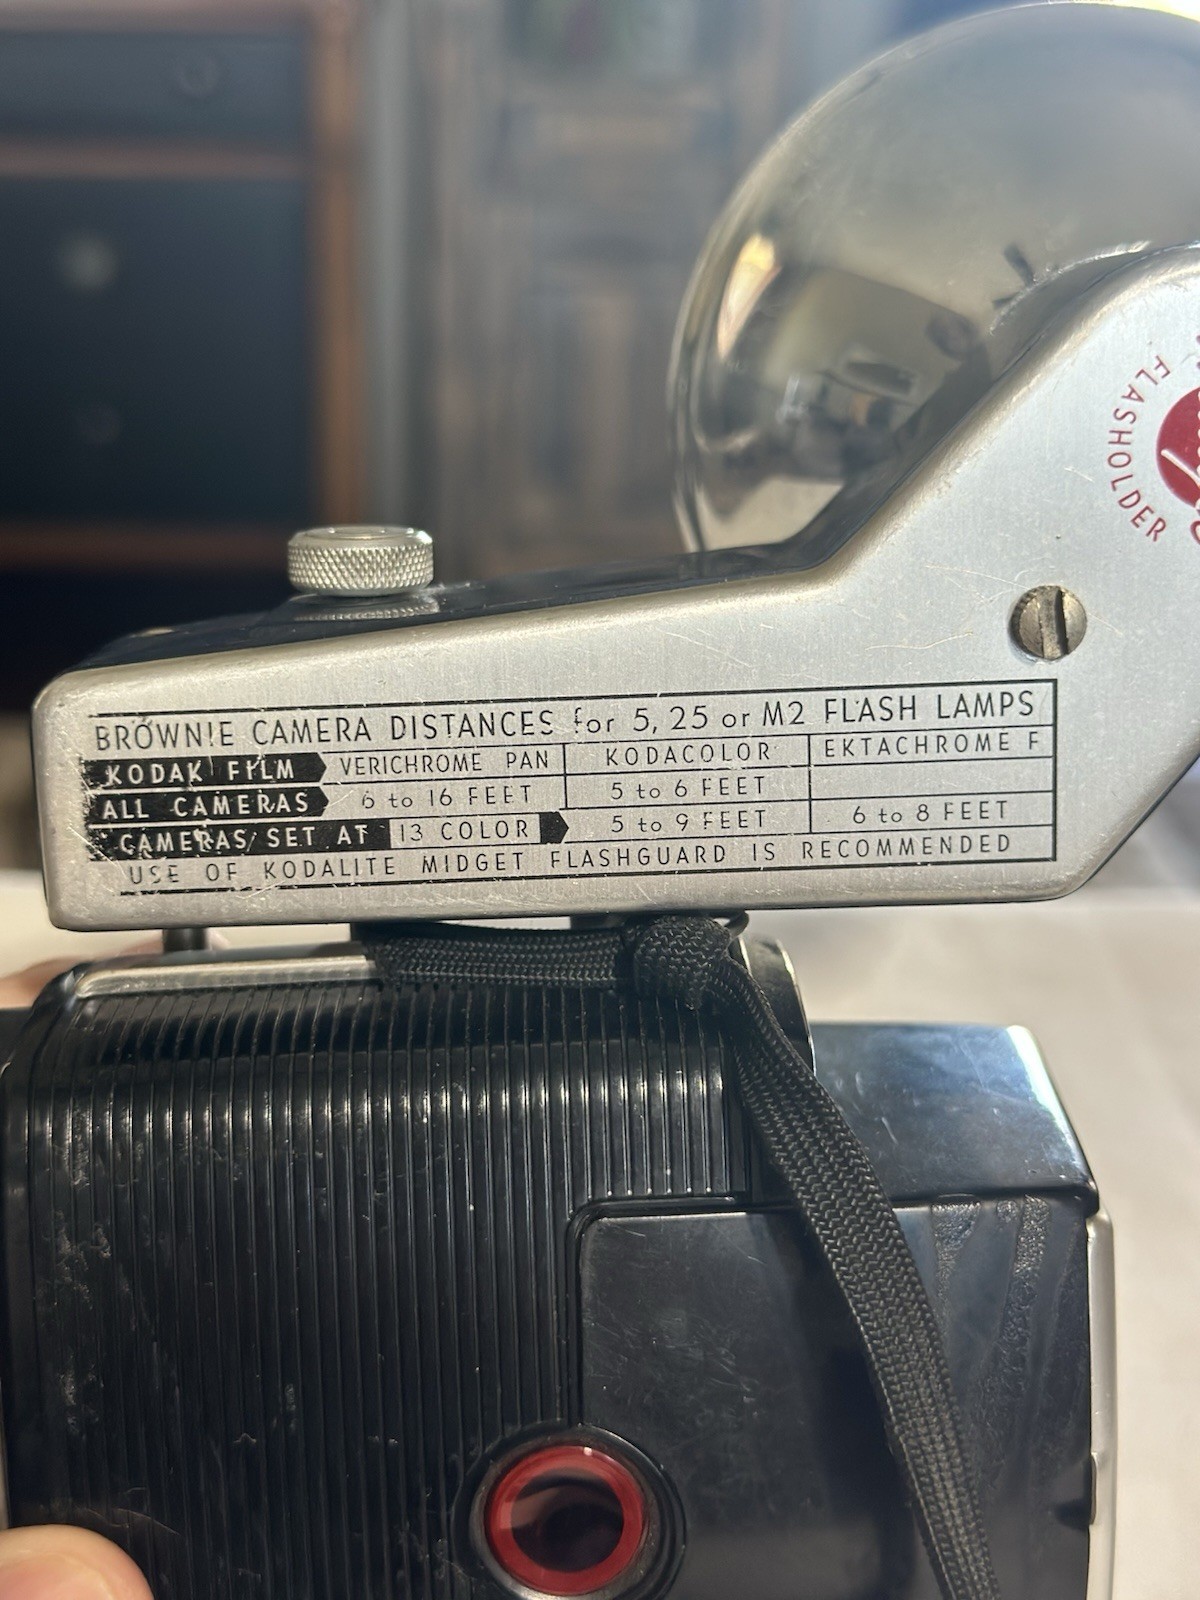 FLASHOLDER
BROWNIE CAMERA DISTANCES for 5, 25 or M2 FLASH LAMPS
KODAK FILM VERICHROME PAN KODACOLOR EKTACHROME F
ALL CAMERAS 6 to 16 FEET 5 to 6 FEET
CAMERAS SET AT 13 COLOR 5 to 9 FEET 6 to 8 FEET
USE OF KODALITE MIDGET FLASHGUARD IS RECOMMENDED